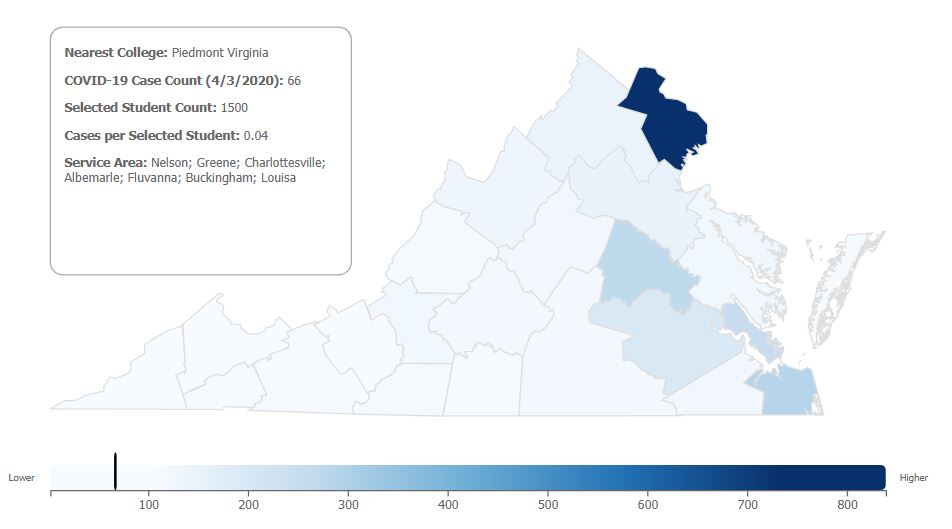 Nearest College: Piedmont Virginia
COVID-19 Case Count (4/3/2020): 66
Selected Student Count: 1500
Cases per Selected Student: 0.04
Service Area: Nelson; Greene; Charlottesville;
Albemarle; Fluvanna; Buckingham; Louisa
Lower
Higher
100 200 300 400 500 600 700 800